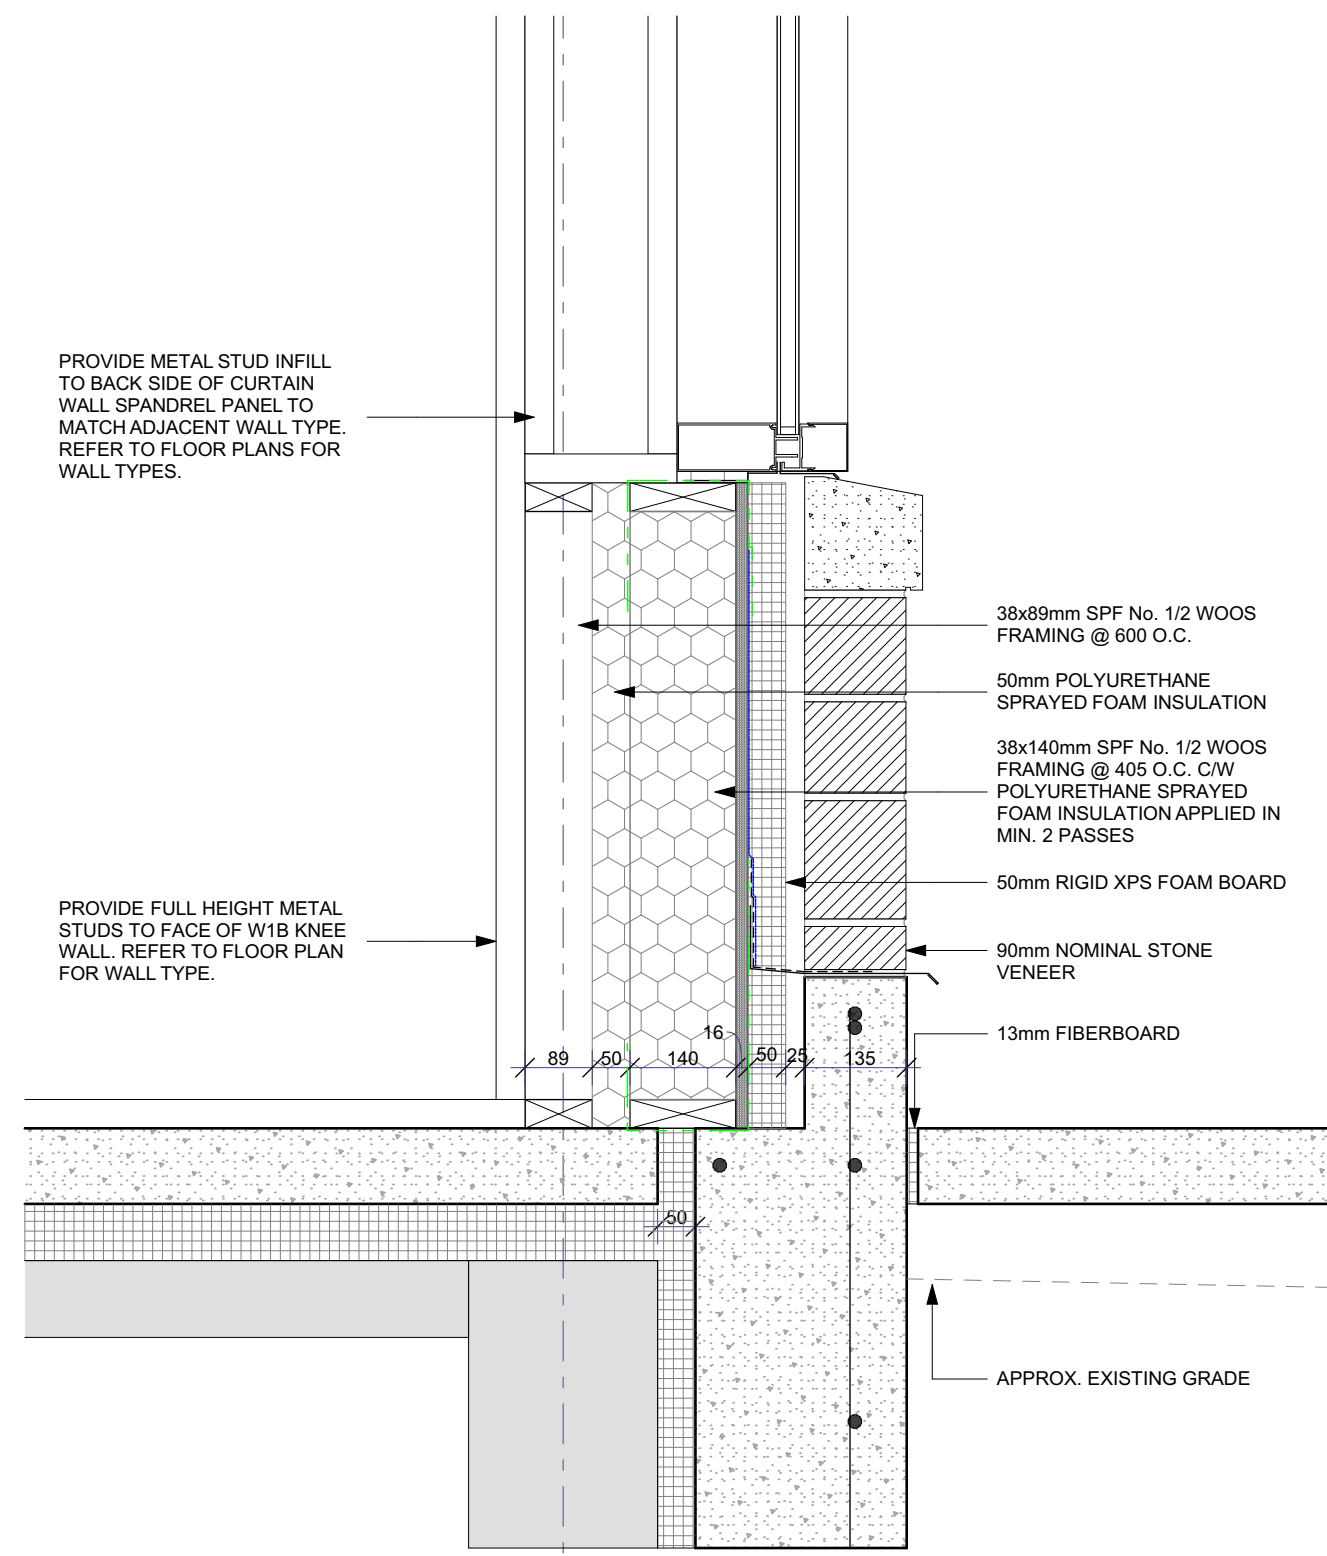 PROVIDE METAL STUD INFILL
TO BACK SIDE OF CURTAIN
WALL SPANDREL PANEL TO
MATCH ADJACENT WALL TYPE.
REFER TO FLOOR PLANS FOR
WALL TYPES.
38x89mm SPF No. 1/2 WOOS
FRAMING @ 600 O.C.
50mm POLYURETHANE
SPRAYED FOAM INSULATION
38x140mm SPF No. 1/2 WOOS
FRAMING @ 405 O.C. C/W
POLYURETHANE SPRAYED
FOAM INSULATION APPLIED IN
MIN. 2 PASSES
50mm RIGID XPS FOAM BOARD
PROVIDE FULL HEIGHT METAL
STUDS TO FACE OF W1B KNEE
WALL. REFER TO FLOOR PLAN
FOR WALL TYPE.
90mm NOMINAL STONE
VENEER
13mm FIBERBOARD
16
89 50 140 50 25 135
50
APPROX. EXISTING GRADE